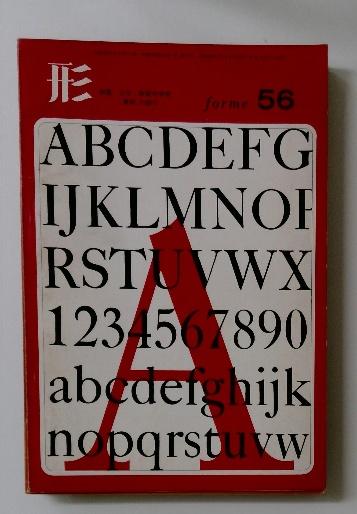 形
forme 56
ABCDEFG
IJKLMNOP
RSTUVWX
1234567890
abcdefghijk
nopqrstuvw
A